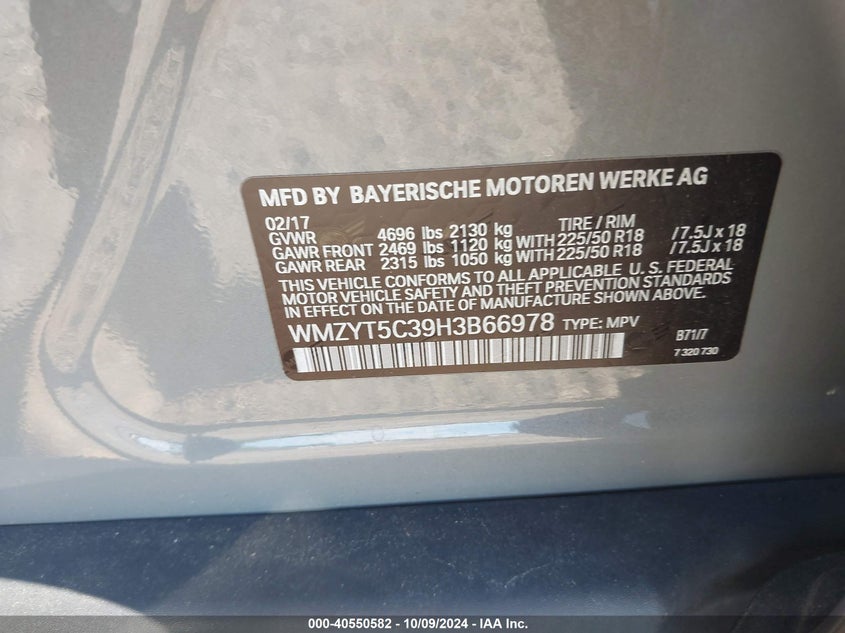 MFD BY BAYERISCHE MOTOREN WERKE AG
02/17 TIRE / RIM
GVWR 4696 lbs 2130 kg
GAWR FRONT 2469 lbs 1120 kg WITH 225/50 R18 / 7.5J x 18
GAWR REAR 2315 lbs 1050 kg WITH 225/50 R18 / 7.5J x 18
THIS VEHICLE CONFORMS TO ALL APPLICABLE U. S. FEDERAL
MOTOR VEHICLE SAFETY AND THEFT PREVENTION STANDARDS
IN EFFECT ON THE DATE OF MANUFACTURE SHOWN ABOVE.
WMZYT5C39H3B66978 TYPE: MPV
B71/7
7 320 730
000-40550582 - 10/09/2024 - IAA Inc.